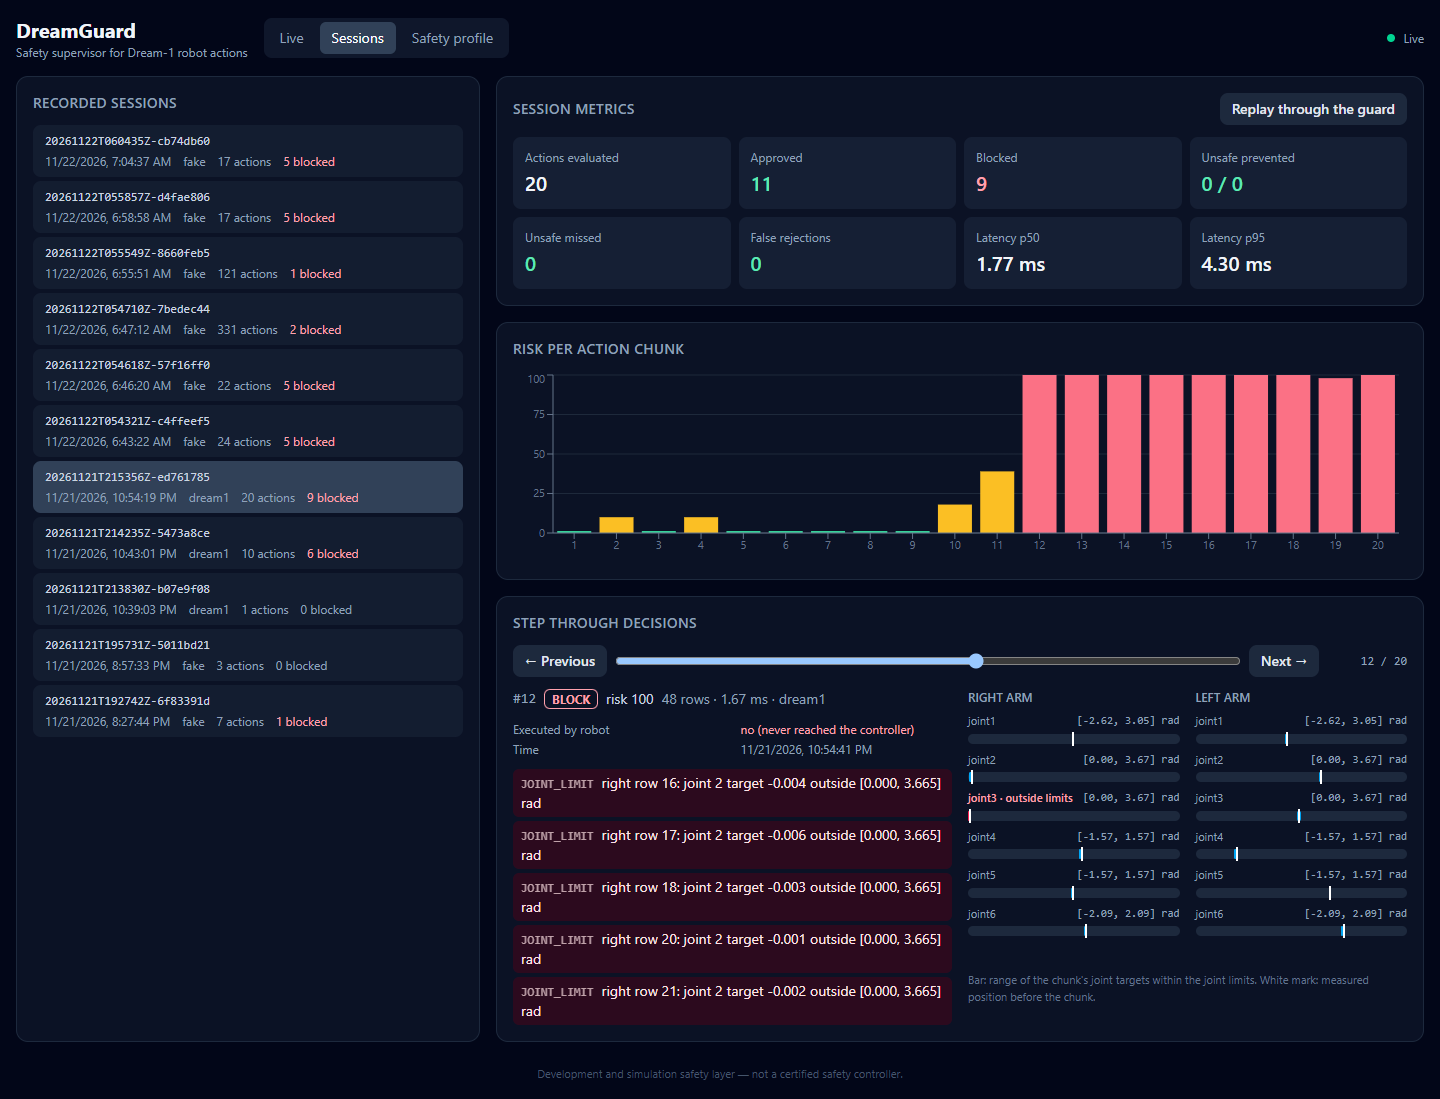 DreamGuard
Safety supervisor for Dream-1 robot actions
Live
Sessions
Safety profile
Live
RECORDED SESSIONS
20261122T060435Z-cb74db60
11/22/2026, 7:04:37 AM fake 17 actions 5 blocked
20261122T055857Z-d4fae806
11/22/2026, 6:58:58 AM fake 17 actions 5 blocked
20261122T055549Z-8660feb5
11/22/2026, 6:55:51 AM fake 121 actions 1 blocked
20261122T054710Z-7bedec44
11/22/2026, 6:47:12 AM fake 331 actions 2 blocked
20261122T054618Z-57f16ff0
11/22/2026, 6:46:20 AM fake 22 actions 5 blocked
20261122T054321Z-c4ffeef5
11/22/2026, 6:43:22 AM fake 24 actions 5 blocked
20261121T215356Z-ed761785
11/21/2026, 10:54:19 PM dream1 20 actions 9 blocked
20261121T214235Z-5473a8ce
11/21/2026, 10:43:01 PM dream1 10 actions 6 blocked
20261121T213830Z-b07e9f08
11/21/2026, 10:39:03 PM dream1 1 actions 0 blocked
20261121T195731Z-5011bd21
11/21/2026, 8:57:33 PM fake 3 actions 0 blocked
20261121T192742Z-6f83391d
11/21/2026, 8:27:44 PM fake 7 actions 1 blocked
SESSION METRICS
Replay through the guard
Actions evaluated
20
Approved
11
Blocked
9
Unsafe prevented
0 / 0
Unsafe missed
0
False rejections
0
Latency p50
1.77 ms
Latency p95
4.30 ms
RISK PER ACTION CHUNK
100
75
50
25
0
1 2 3 4 5 6 7 8 9 10 11 12 13 14 15 16 17 18 19 20
STEP THROUGH DECISIONS
← Previous
Next →
12 / 20
#12 BLOCK risk 100 48 rows · 1.67 ms · dream1
Executed by robot no (never reached the controller)
Time 11/21/2026, 10:54:41 PM
JOINT_LIMIT right row 16: joint 2 target -0.004 outside [0.000, 3.665]
rad
JOINT_LIMIT right row 17: joint 2 target -0.006 outside [0.000, 3.665]
rad
JOINT_LIMIT right row 18: joint 2 target -0.003 outside [0.000, 3.665]
rad
JOINT_LIMIT right row 20: joint 2 target -0.001 outside [0.000, 3.665]
rad
JOINT_LIMIT right row 21: joint 2 target -0.002 outside [0.000, 3.665]
rad
RIGHT ARM
joint1 [-2.62, 3.05] rad
joint2 [0.00, 3.67] rad
joint3 · outside limits [0.00, 3.67] rad
joint4 [-1.57, 1.57] rad
joint5 [-1.57, 1.57] rad
joint6 [-2.09, 2.09] rad
LEFT ARM
joint1 [-2.62, 3.05] rad
joint2 [0.00, 3.67] rad
joint3 [0.00, 3.67] rad
joint4 [-1.57, 1.57] rad
joint5 [-1.57, 1.57] rad
joint6 [-2.09, 2.09] rad
Bar: range of the chunk's joint targets within the joint limits. White mark: measured
position before the chunk.
Development and simulation safety layer — not a certified safety controller.